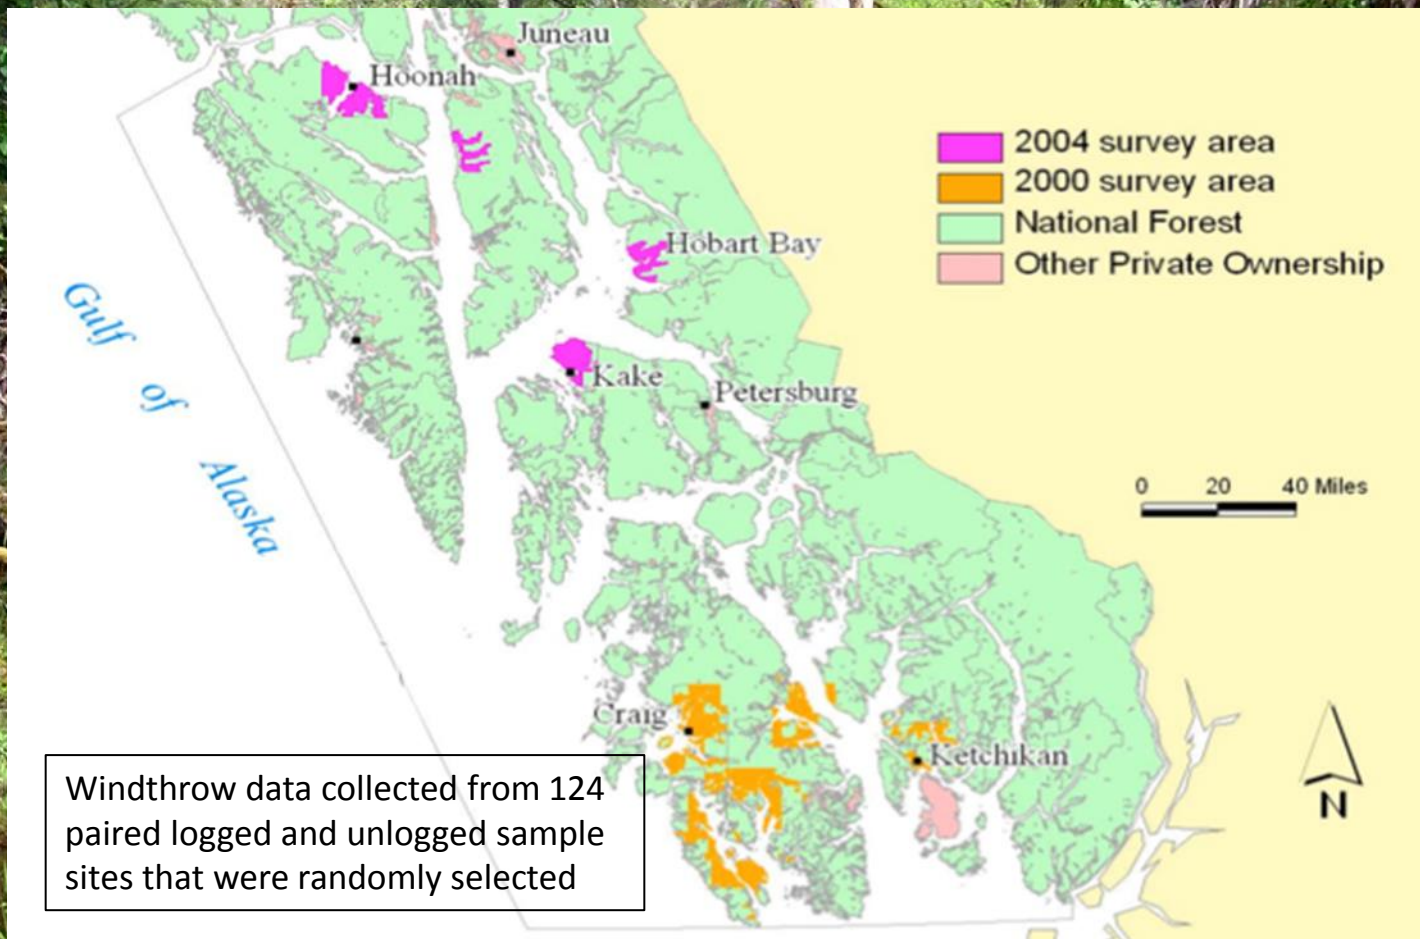 Juneau
Hoonah
2004 survey area
2000 survey area
National Forest
Other Private Ownership
Hobart Bay
Gulf
of
Alaska
Kake
Petersburg
0 20 40 Miles
Craig
Ketchikan
N
Windthrow data collected from 124
paired logged and unlogged sample
sites that were randomly selected